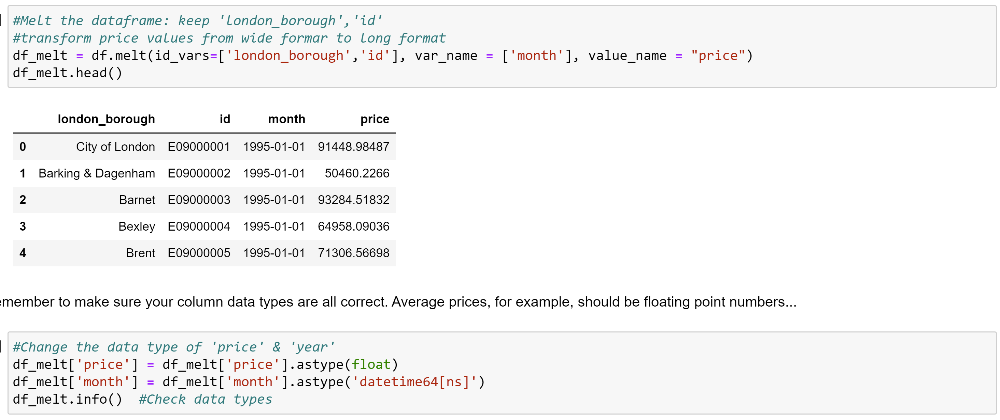 #Melt the dataframe: keep 'london_borough','id'
#transform price values from wide formar to long format
df_melt = df.melt(id_vars=['london_borough','id'], var_name = ['month'], value_name = "price")
df_melt.head()
london_borough id month price
0 City of London E09000001 1995-01-01 91448.98487
1 Barking & Dagenham E09000002 1995-01-01 50460.2266
2 Barnet E09000003 1995-01-01 93284.51832
3 Bexley E09000004 1995-01-01 64958.09036
4 Brent E09000005 1995-01-01 71306.56698
emember to make sure your column data types are all correct. Average prices, for example, should be floating point numbers...
#Change the data type of 'price' & 'year'
df_melt['price'] = df_melt['price'].astype(float)
df_melt['month'] = df_melt['month'].astype('datetime64[ns]')
df_melt.info()  #Check data types